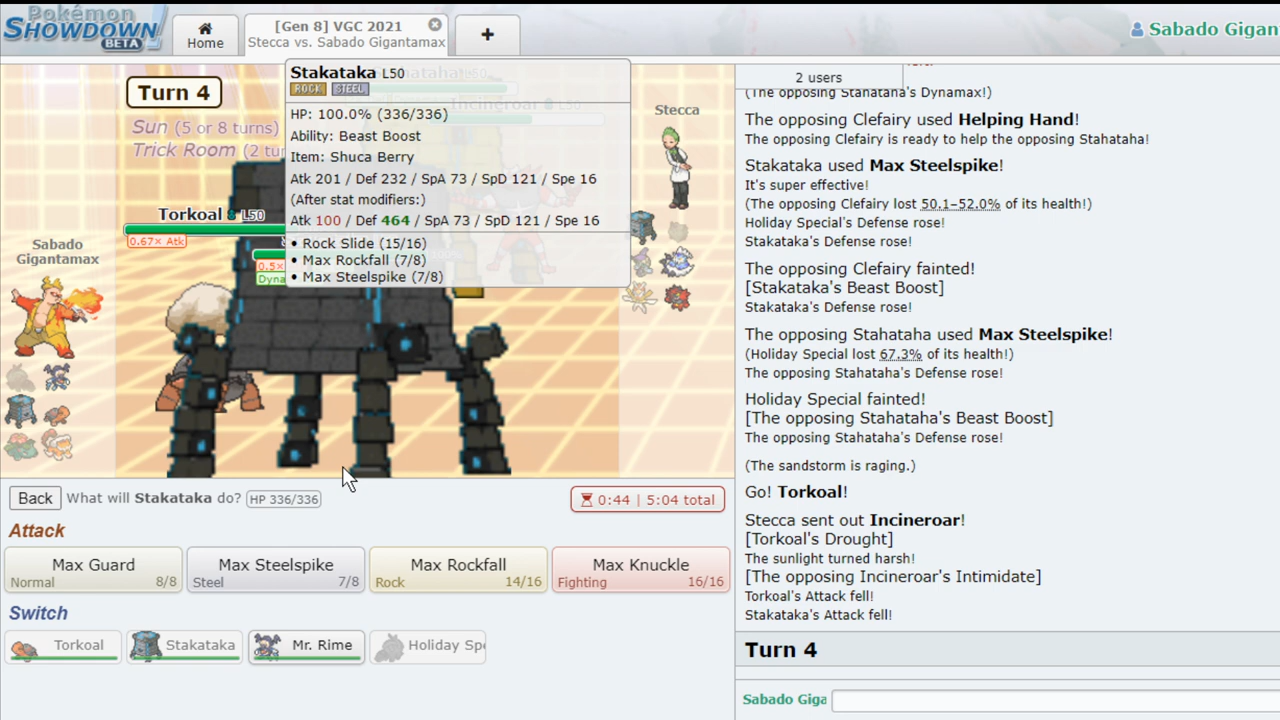 Pokémon
SHOWDOWN!
BETA
Home
[Gen 8] VGC 2021
Stecca vs. Sabado Gigantamax
+
Sabado Gigan
Turn 4
Sun (5 or 8 turns)
Trick Room (2 tur
Torkoal L50
0.67× Atk
0.5×
Dyna
Sabado
Gigantamax
Stakataka L50
ROCK STEEL
HP: 100.0% (336/336)
Ability: Beast Boost
Item: Shuca Berry
Atk 201 / Def 232 / SpA 73 / SpD 121 / Spe 16
(After stat modifiers:)
Atk 100 / Def 464 / SpA 73 / SpD 121 / Spe 16
• Rock Slide (15/16)
• Max Rockfall (7/8)
• Max Steelspike (7/8)
Incineroar L50
Stecca
Back What will Stakataka do? HP 336/336
0:44 | 5:04 total
Attack
Max Guard
Normal 8/8
Max Steelspike
Steel 7/8
Max Rockfall
Rock 14/16
Max Knuckle
Fighting 16/16
Switch
Torkoal
Stakataka
Mr. Rime
Holiday Spe
2 users
(The opposing Stahataha's Dynamax!)
The opposing Clefairy used Helping Hand!
The opposing Clefairy is ready to help the opposing Stahataha!
Stakataka used Max Steelspike!
It's super effective!
(The opposing Clefairy lost 50.1–52.0% of its health!)
Holiday Special's Defense rose!
Stakataka's Defense rose!
The opposing Clefairy fainted!
[Stakataka's Beast Boost]
Stakataka's Defense rose!
The opposing Stahataha used Max Steelspike!
(Holiday Special lost 67.3% of its health!)
The opposing Stahataha's Defense rose!
Holiday Special fainted!
[The opposing Stahataha's Beast Boost]
The opposing Stahataha's Defense rose!
(The sandstorm is raging.)
Go! Torkoal!
Stecca sent out Incineroar!
[Torkoal's Drought]
The sunlight turned harsh!
[The opposing Incineroar's Intimidate]
Torkoal's Attack fell!
Stakataka's Attack fell!
Turn 4
Sabado Giga